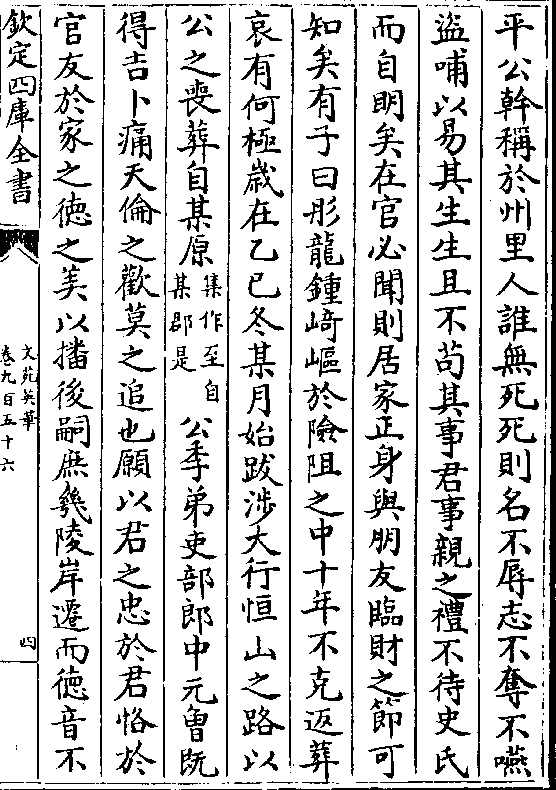 平公幹稱於州里人誰無死死則名不辱志不奪不嚥
盜哺以易其生生且不苟其事君事親之禮不待史氏
而自明矣在官必聞則居家正身與朋友臨財之節可
知矣有子曰彤龍鍾﨑嶇於險阻之中十年不克返葬
哀有何極歲在乙巳冬某月始跋涉大行恒山之路以
公之喪葬自某原集作至自某郡是公季弟吏部郎中元魯既
得吉卜痛天倫之歡莫之追也願以君之忠於君恪於
官友於家之徳之美以播後嗣庶㡬陵岸遷而徳音不
欽定四庫全書
文苑英華
卷九百五十六
四